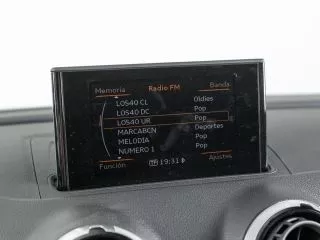 Memoria Radio FM Banda
LOS40 CL Oldies
LOS40 DC Pop
LOS40 UR Pop
MARCABCN Deportes
MELODIA Pop
NUMERO 1 Pop
Función TP 19:31 Ajustes